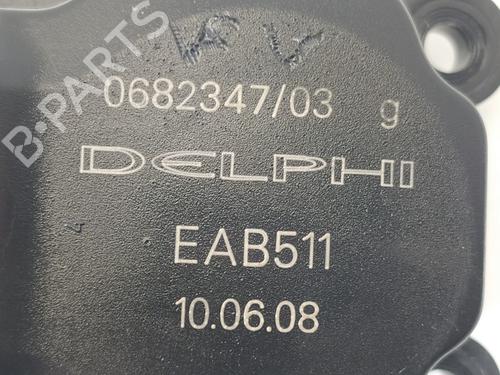 B-PARTS
0682347/03 g
DELPHI
EAB511
10.06.08